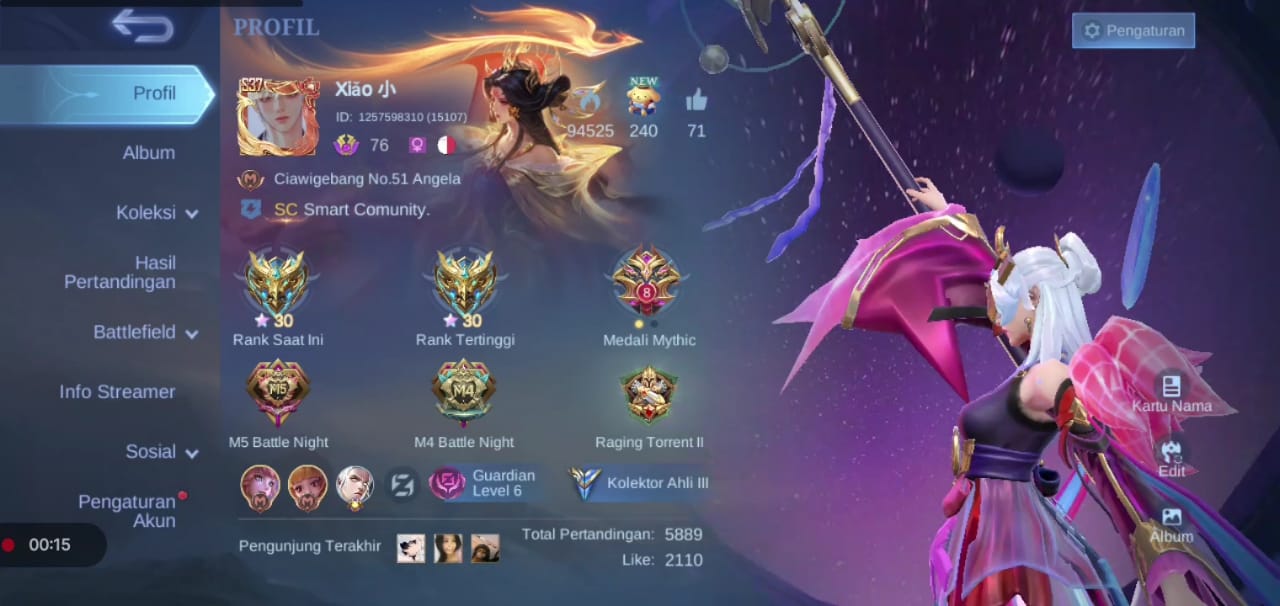 PROFIL
Pengaturan
Profil
Album
Koleksi
Hasil
Pertandingan
Battlefield
Info Streamer
Sosial
Pengaturan
Akun
00:15
S37
Xiǎo 小
ID: 1257598310 (15107)
76
94525
NEW
240
71
Ciawigebang No.51 Angela
SC Smart Comunity.
30
Rank Saat Ini
30
Rank Tertinggi
8
Medali Mythic
M5
M5 Battle Night
M4
M4 Battle Night
Raging Torrent II
Guardian
Level 6
Kolektor Ahli III
Pengunjung Terakhir
Total Pertandingan: 5889
Like: 2110
Kartu Nama
Edit
Album